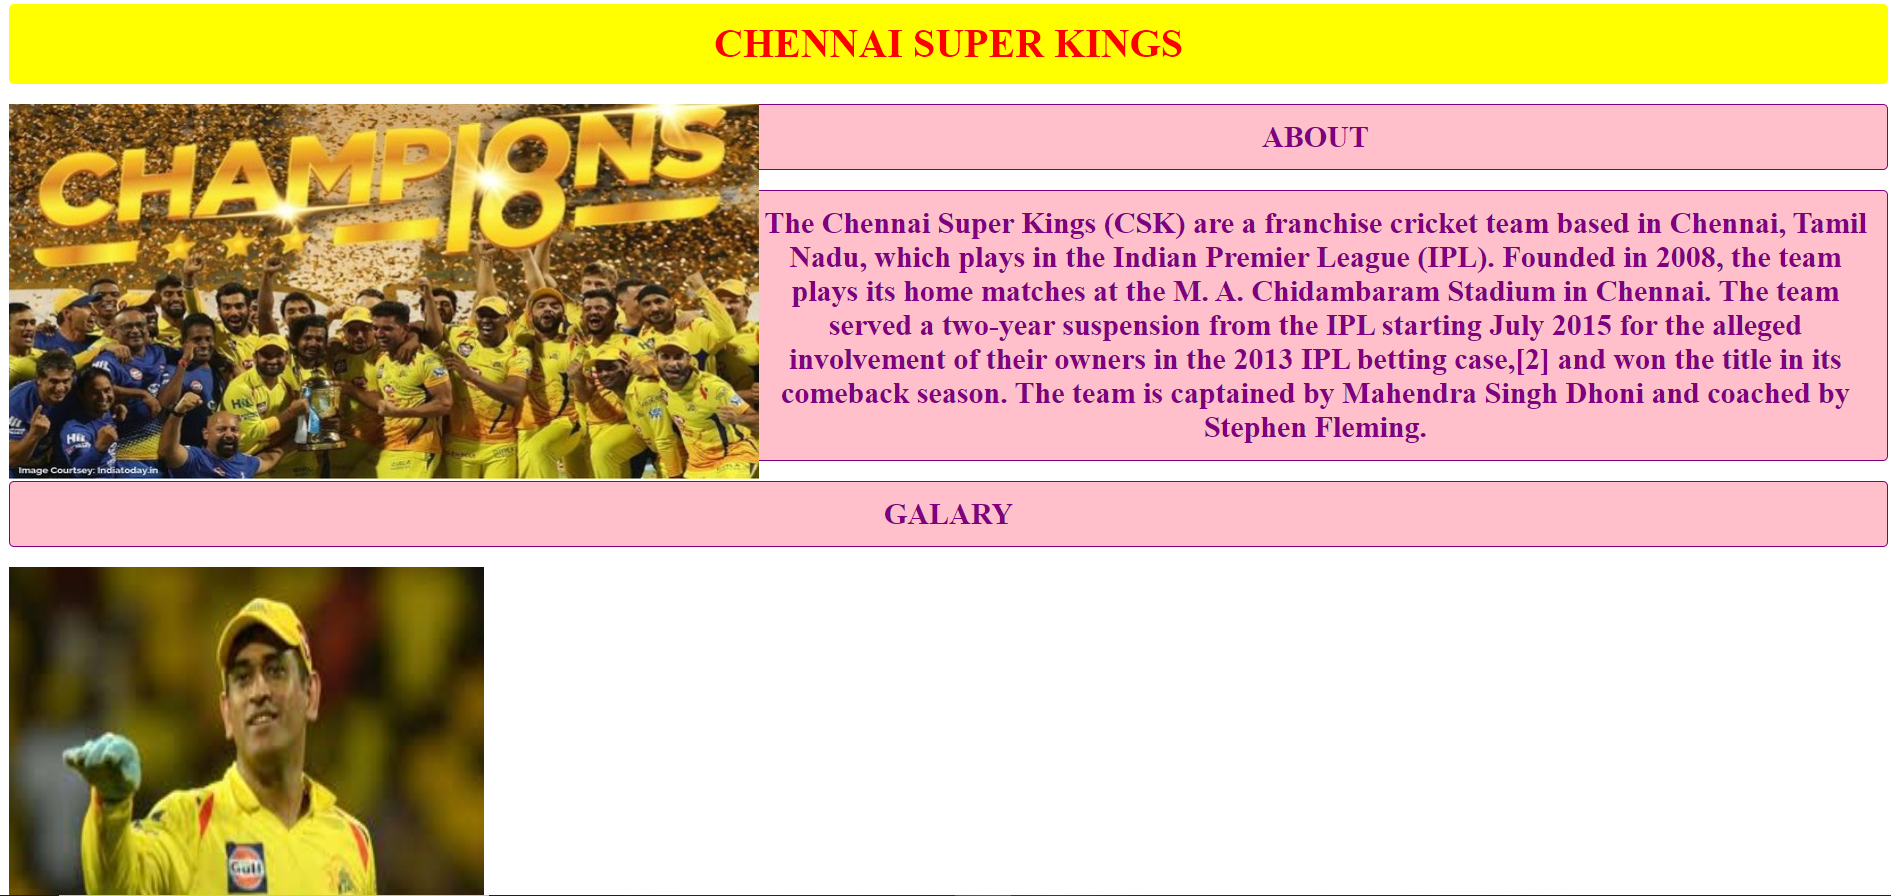 CHENNAI SUPER KINGS
CHAMPI18NS
HiL
HiL
HiL
Image Courtsey: Indiatoday.in
ABOUT
The Chennai Super Kings (CSK) are a franchise cricket team based in Chennai, Tamil
Nadu, which plays in the Indian Premier League (IPL). Founded in 2008, the team
plays its home matches at the M. A. Chidambaram Stadium in Chennai. The team
served a two-year suspension from the IPL starting July 2015 for the alleged
involvement of their owners in the 2013 IPL betting case,[2] and won the title in its
comeback season. The team is captained by Mahendra Singh Dhoni and coached by
Stephen Fleming.
GALARY
Gulf